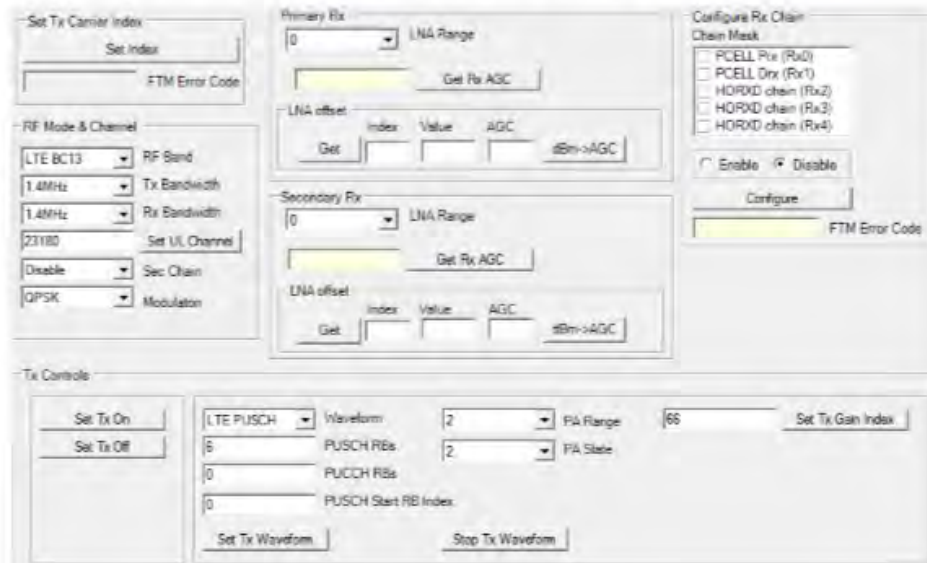 Set Tx Carrier Index
Set Index
FTM Error Code
RF Mode & Channel
LTE BC13 RF Band
1.4MHz Tx Bandwidth
1.4MHz Rx Bandwidth
23180 Set UL Channel
Disable Sec Chain
QPSK Modulation
Primary Rx
0 LNA Range
Get Rx AGC
LNA offset
Index Value AGC
Get dBm->AGC
Secondary Rx
0 LNA Range
Get Rx AGC
LNA offset
Index Value AGC
Get dBm->AGC
Configure Rx Chain
Chain Mask
PCELL Prx (Rx0)
PCELL Drx (Rx1)
HORXD chain (Rx2)
HORXD chain (Rx3)
HORXD chain (Rx4)
Enable Disable
Configure
FTM Error Code
Tx Controls
Set Tx On
Set Tx Off
LTE PUSCH Waveform 2 PA Range 66 Set Tx Gain Index
6 PUSCH RBs 2 PA State
0 PUCCH RBs
0 PUSCH Start RB Index
Set Tx Waveform Stop Tx Waveform